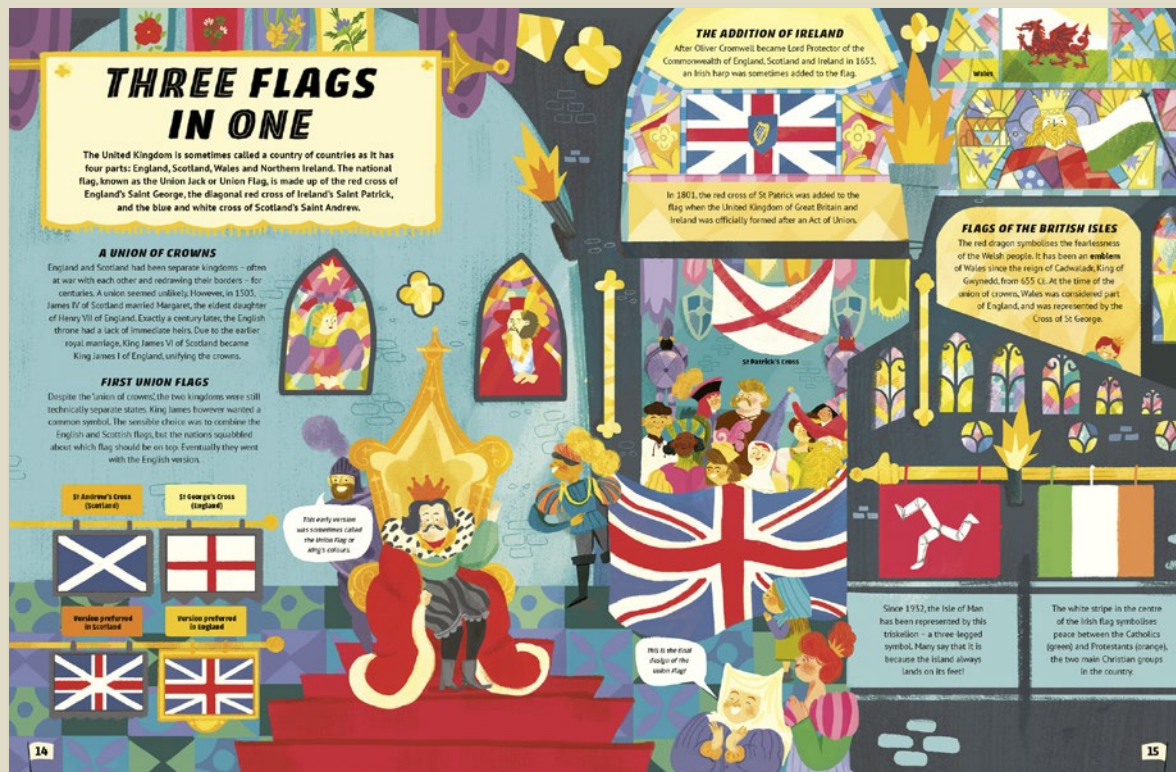 THREE FLAGS
IN ONE
The United Kingdom is sometimes called a country of countries as it has
four parts: England, Scotland, Wales and Northern Ireland. The national
flag, known as the Union Jack or Union Flag, is made up of the red cross of
England's Saint George, the diagonal red cross of Ireland's Saint Patrick,
and the blue and white cross of Scotland's Saint Andrew.
A UNION OF CROWNS
England and Scotland had been separate kingdoms – often
at war with each other and redrawing their borders – for
centuries. A union seemed unlikely. However, in 1503,
James IV of Scotland married Margaret, the eldest daughter
of Henry VII of England. Exactly a century later, the English
throne had a lack of immediate heirs. Due to the earlier
royal marriage, King James VI of Scotland became
King James I of England, unifying the crowns.
FIRST UNION FLAGS
Despite the 'union of crowns', the two kingdoms were still
technically separate states. King James however wanted a
common symbol. The sensible choice was to combine the
English and Scottish flags, but the nations squabbled
about which flag should be on top. Eventually they went
with the English version.
St Andrew's Cross
(Scotland)
St George's Cross
(England)
Version preferred
in Scotland
Version preferred
in England
This early version
was sometimes called
the Union Flag or
king's colours.
14
THE ADDITION OF IRELAND
After Oliver Cromwell became Lord Protector of the
Commonwealth of England, Scotland and Ireland in 1653,
an Irish harp was sometimes added to the flag.
In 1801, the red cross of St Patrick was added to the
flag when the United Kingdom of Great Britain and
Ireland was officially formed after an Act of Union.
St Patrick's Cross
This is the final
design of the
Union Flag!
Wales
FLAGS OF THE BRITISH ISLES
The red dragon symbolises the fearlessness
of the Welsh people. It has been an emblem
of Wales since the reign of Cadwaladr, King of
Gwynedd, from 655 CE. At the time of the
union of crowns, Wales was considered part
of England, and was represented by the
Cross of St George.
Since 1932, the Isle of Man
has been represented by this
triskelion – a three-legged
symbol. Many say that it is
because the island always
lands on its feet!
The white stripe in the centre
of the Irish flag symbolises
peace between the Catholics
(green) and Protestants (orange),
the two main Christian groups
in the country.
15